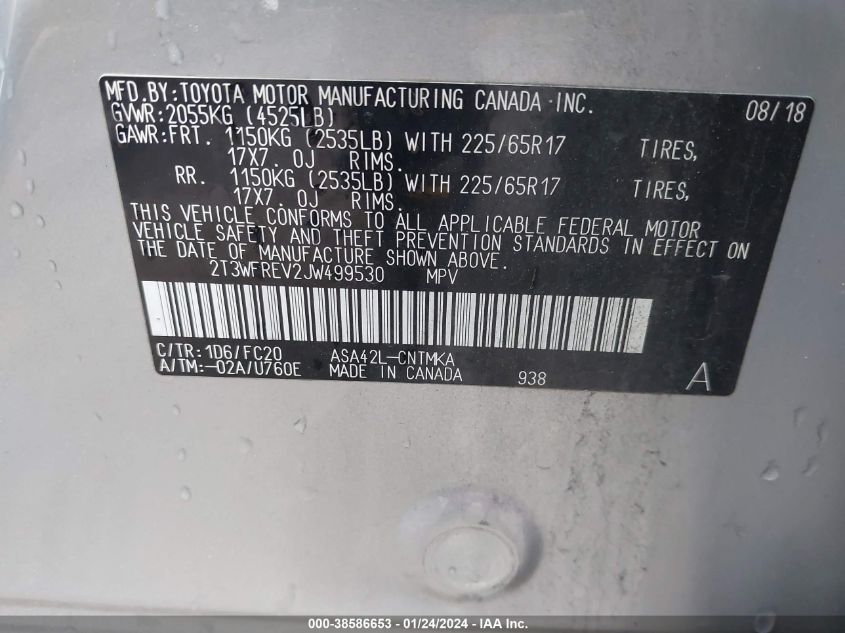 MFD.BY:TOYOTA MOTOR MANUFACTURING CANADA INC. 08/18
GVWR:2055KG (4525LB)
GAWR:FRT. 1150KG (2535LB) WITH 225/65R17 TIRES,
17X7. 0J RIMS.
RR. 1150KG (2535LB) WITH 225/65R17 TIRES,
17X7. 0J RIMS.
THIS VEHICLE CONFORMS TO ALL APPLICABLE FEDERAL MOTOR
VEHICLE SAFETY AND THEFT PREVENTION STANDARDS IN EFFECT ON
THE DATE OF MANUFACTURE SHOWN ABOVE.
2T3WFREV2JW499530 MPV
C/TR:1D6/FC20 ASA42L-CNTMKA
A/TM:-02A/U760E MADE IN CANADA 938 A
000-38586653 - 01/24/2024 - IAA Inc.